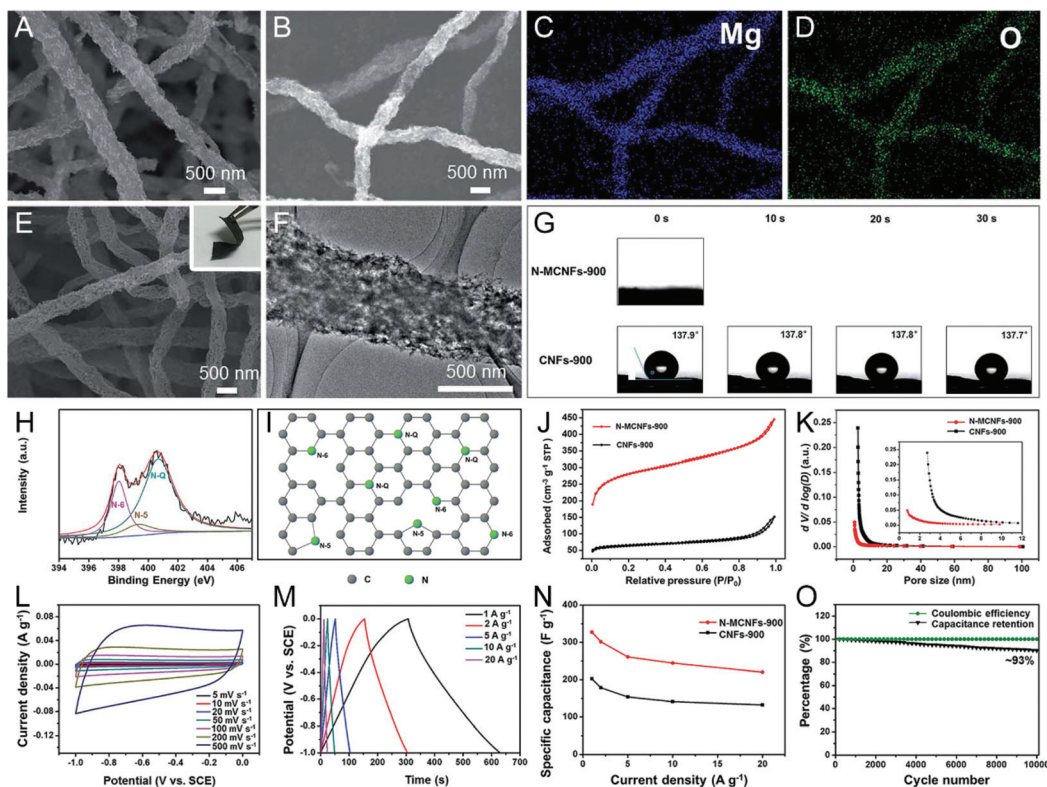 A
500 nm
B
500 nm
C
Mg
D
O
E
500 nm
F
500 nm
G
0 s 10 s 20 s 30 s
N-MCNFs-900
CNFs-900
137.9° 137.8° 137.8° 137.7°
H
Intensity (a.u.)
N-Q
N-6
N-5
394 396 398 400 402 404 406
Binding Energy (eV)
I
N-Q
N-6
N-Q
N-Q
N-6
N-5
N-5
N-6
C N
J
Adsorbed (cm⁻³ g⁻¹ STP)
450
400
350
300
250
200
150
100
50
N-MCNFs-900
CNFs-900
0.0 0.2 0.4 0.6 0.8 1.0
Relative pressure (P/P₀)
K
d V/ d log(D) (a.u.)
0.25
0.20
0.15
0.10
0.05
0.00
N-MCNFs-900
CNFs-900
0.3
0.2
0.1
0.0
0 2 4 6 8 10 12
0 20 40 60 80 100
Pore size (nm)
L
Current density (A g⁻¹)
0.08
0.04
0.00
-0.04
-0.08
-0.12
5 mV s⁻¹
10 mV s⁻¹
20 mV s⁻¹
50 mV s⁻¹
100 mV s⁻¹
200 mV s⁻¹
500 mV s⁻¹
-1.0 -0.8 -0.6 -0.4 -0.2 0.0
Potential (V vs. SCE)
M
Potential (V vs. SCE)
0.0
-0.2
-0.4
-0.6
-0.8
-1.0
1 A g⁻¹
2 A g⁻¹
5 A g⁻¹
10 A g⁻¹
20 A g⁻¹
0 100 200 300 400 500 600 700
Time (s)
N
Specific capacitance (F g⁻¹)
400
300
200
100
0
N-MCNFs-900
CNFs-900
0 5 10 15 20
Current density (A g⁻¹)
O
Percentage (%)
120
100
80
60
40
20
0
Coulombic efficiency
Capacitance retention
~93%
0 2000 4000 6000 8000 10000
Cycle number